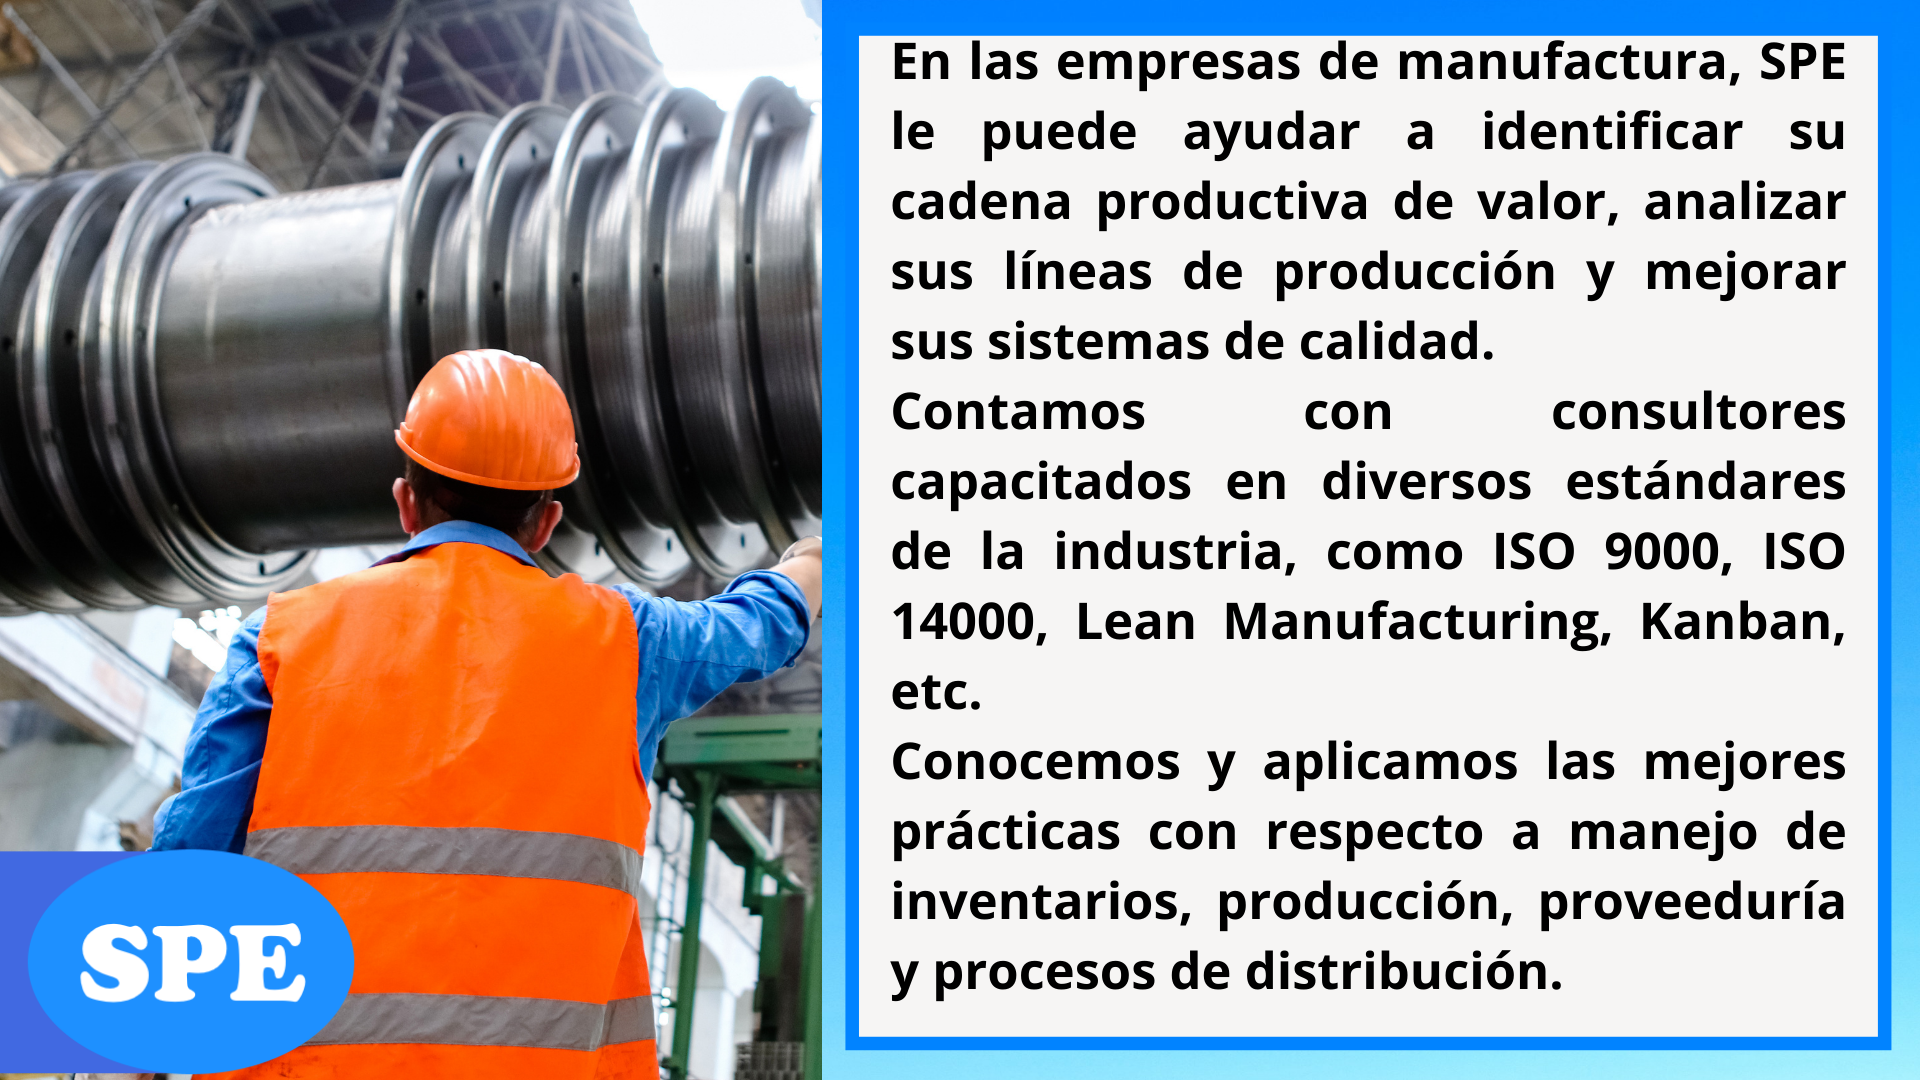 En las empresas de manufactura, SPE
le puede ayudar a identificar su
cadena productiva de valor, analizar
sus líneas de producción y mejorar
sus sistemas de calidad.
Contamos con consultores
capacitados en diversos estándares
de la industria, como ISO 9000, ISO
14000, Lean Manufacturing, Kanban,
etc.
Conocemos y aplicamos las mejores
prácticas con respecto a manejo de
inventarios, producción, proveeduría
y procesos de distribución.
SPE